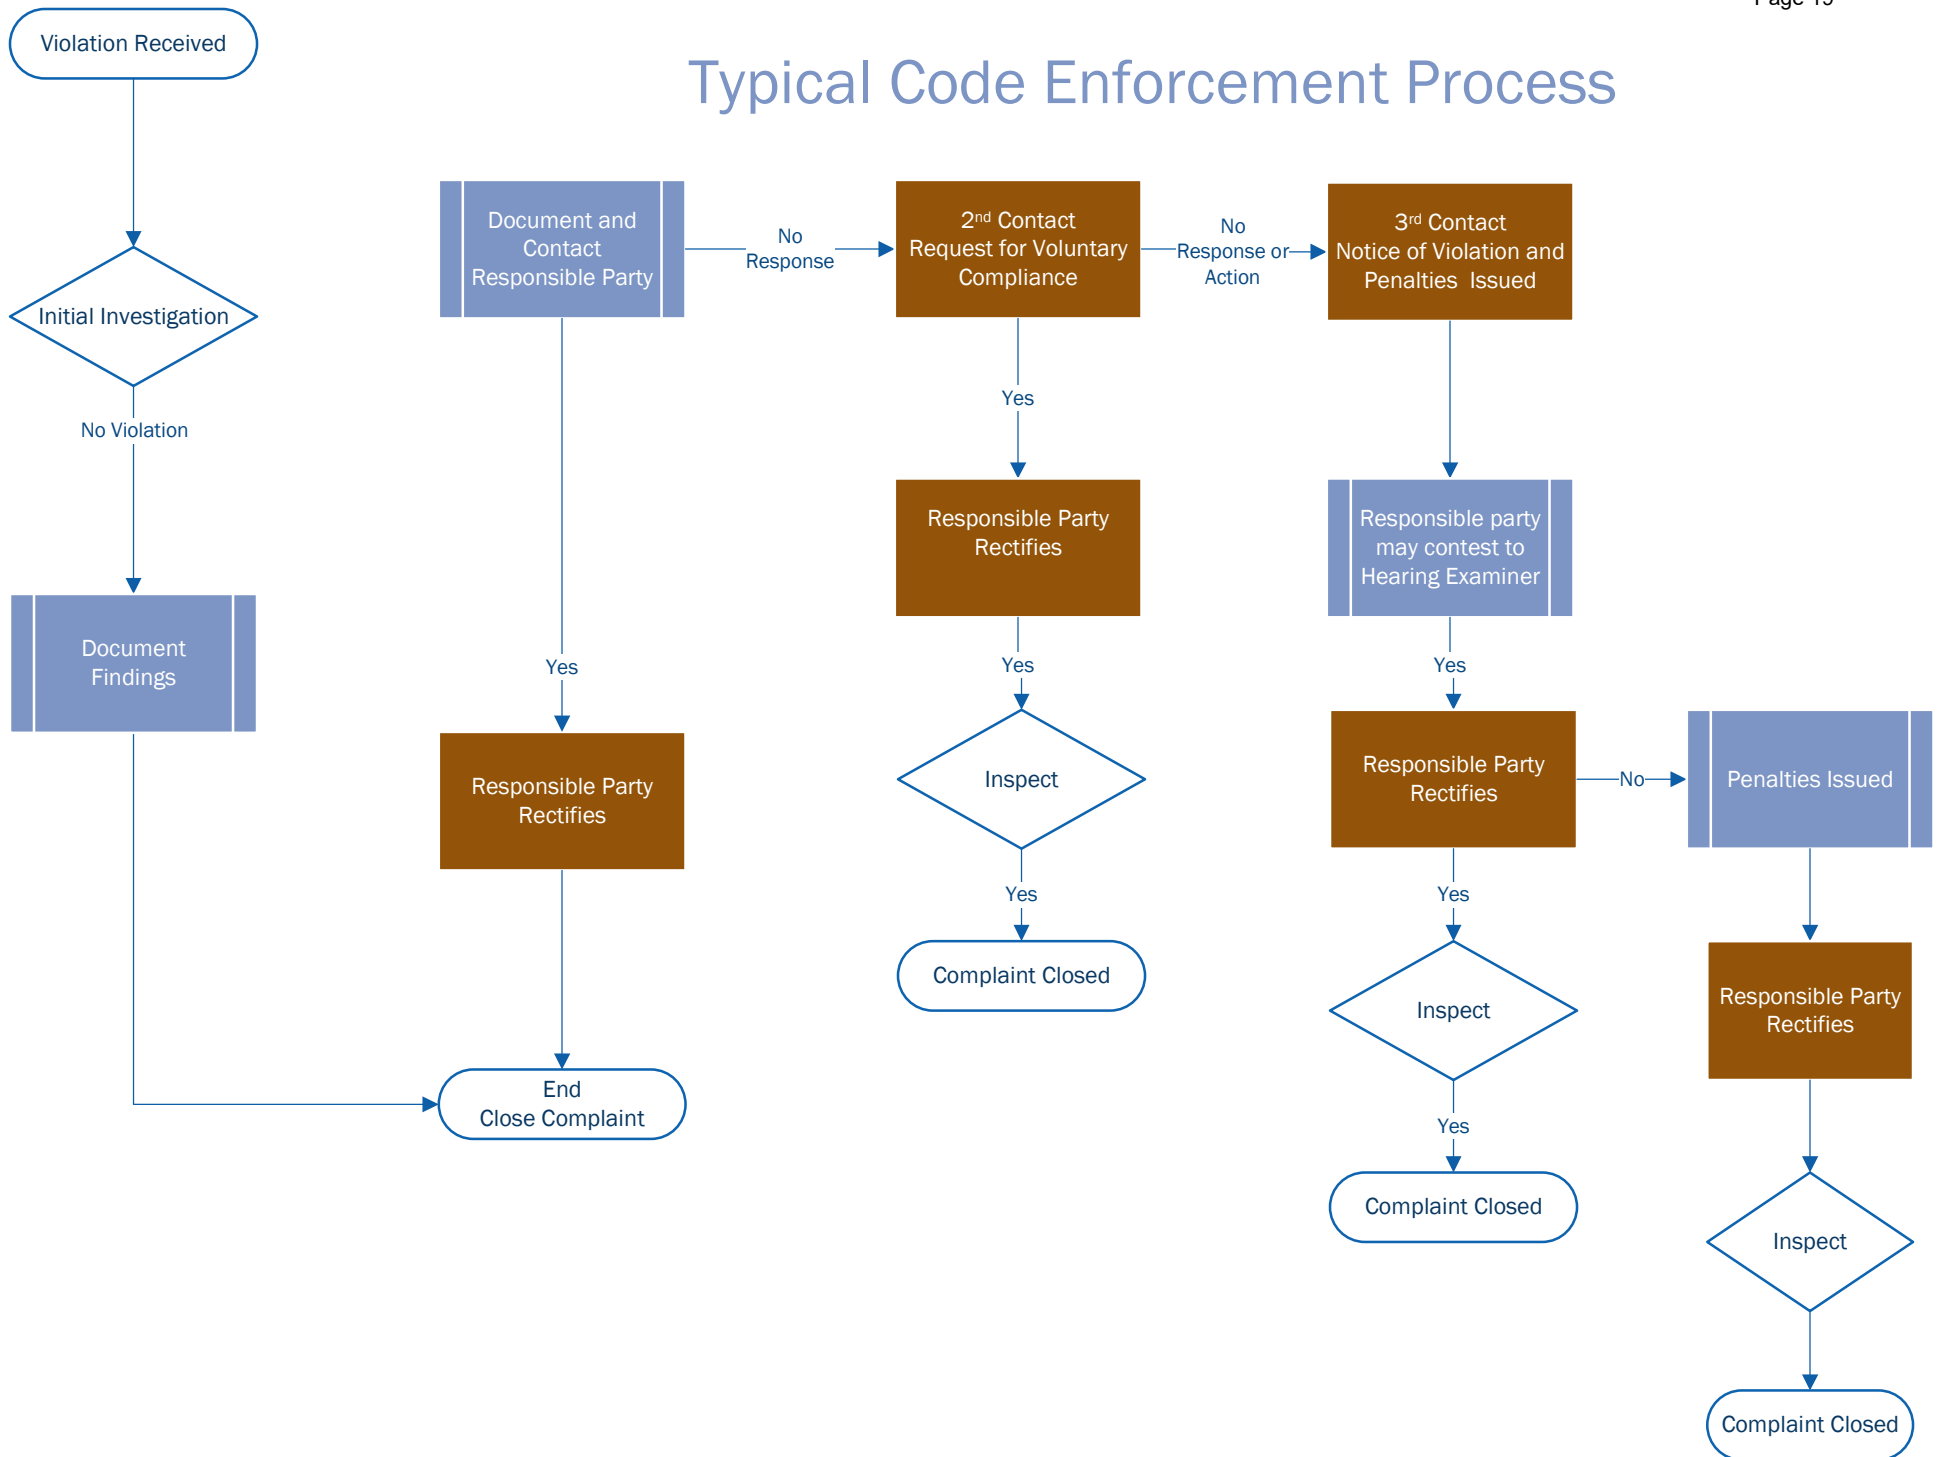 Page 19
Violation Received
Typical Code Enforcement Process
Document and
Contact
Responsible Party
No
Response
2nd Contact
Request for Voluntary
Compliance
No
Response or
Action
3rd Contact
Notice of Violation and
Penalties Issued
Initial Investigation
No Violation
Yes
Responsible Party
Rectifies
Responsible party
may contest to
Hearing Examiner
Document
Findings
Yes
Yes
Yes
Responsible Party
Rectifies
Inspect
Responsible Party
Rectifies
No
Penalties Issued
Yes
Yes
Complaint Closed
Inspect
Responsible Party
Rectifies
End
Close Complaint
Yes
Complaint Closed
Inspect
Complaint Closed